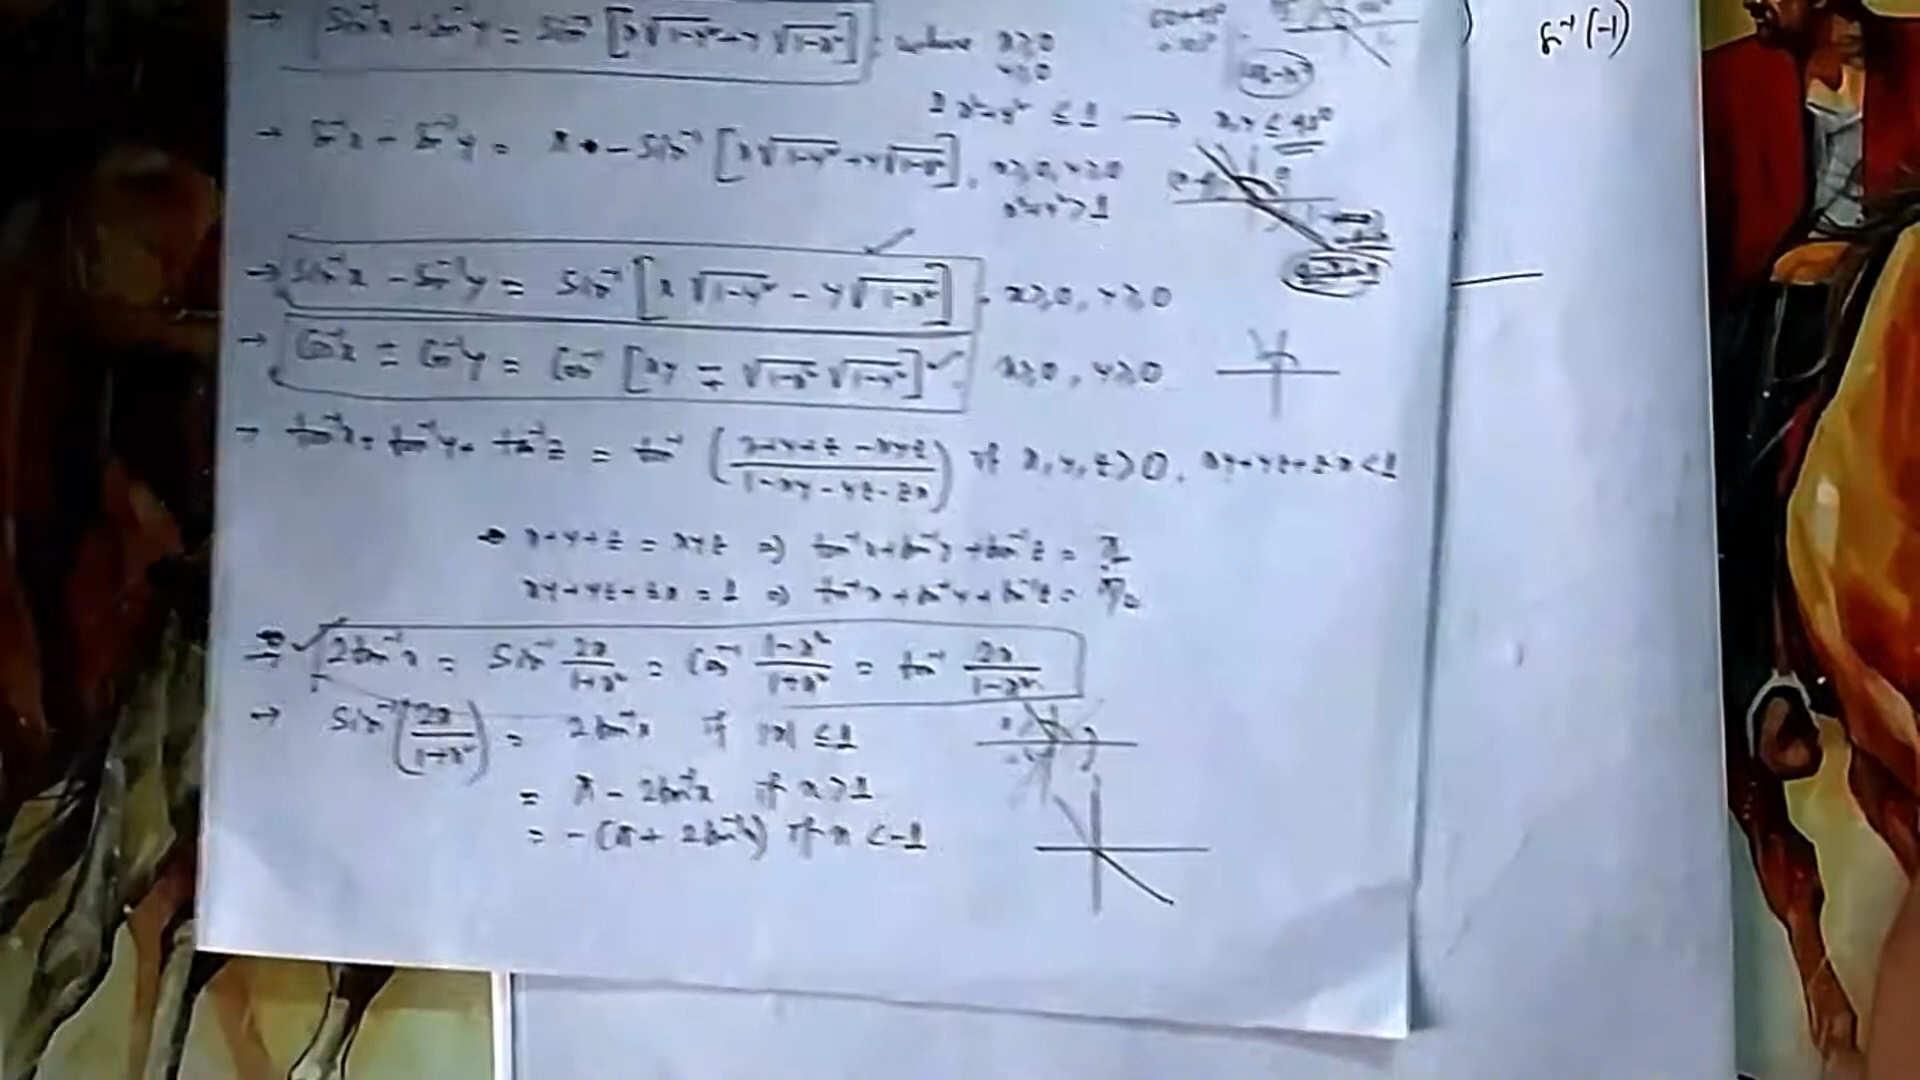 → Sin⁻¹x + Sin⁻¹y = Sin⁻¹ [x√1-y² + y√1-x²], where x≥0
y≥0
x²+y² ≤ 1 → x,y ≤ 45°
→ Sin⁻¹x - Sin⁻¹y = π - Sin⁻¹ [x√1-y² + y√1-x²], x≥0, y≥0
x²+y²>1
→ Sin⁻¹x - Sin⁻¹y = Sin⁻¹ [x√1-y² - y√1-x²], x≥0, y≥0
→ Cos⁻¹x ± Cos⁻¹y = Cos⁻¹ [xy ∓ √1-x² √1-y²], x≥0, y≥0
→ tan⁻¹x + tan⁻¹y + tan⁻¹z = tan⁻¹ (x+y+z-xyz / 1-xy-yz-zx) if x,y,z>0, xy+yz+zx<1
→ x+y+z = xyz ⇒ tan⁻¹x+tan⁻¹y+tan⁻¹z = π
xy+yz+zx = 1 ⇒ tan⁻¹x+tan⁻¹y+tan⁻¹z = π/2
⇒ 2tan⁻¹x = Sin⁻¹ 2x/1+x² = Cos⁻¹ 1-x²/1+x² = tan⁻¹ 2x/1-x²
→ Sin⁻¹(2x/1+x²) = 2tan⁻¹x if |x| ≤1
= π - 2tan⁻¹x if x>1
= -(π + 2tan⁻¹x) if x <-1
(-1)